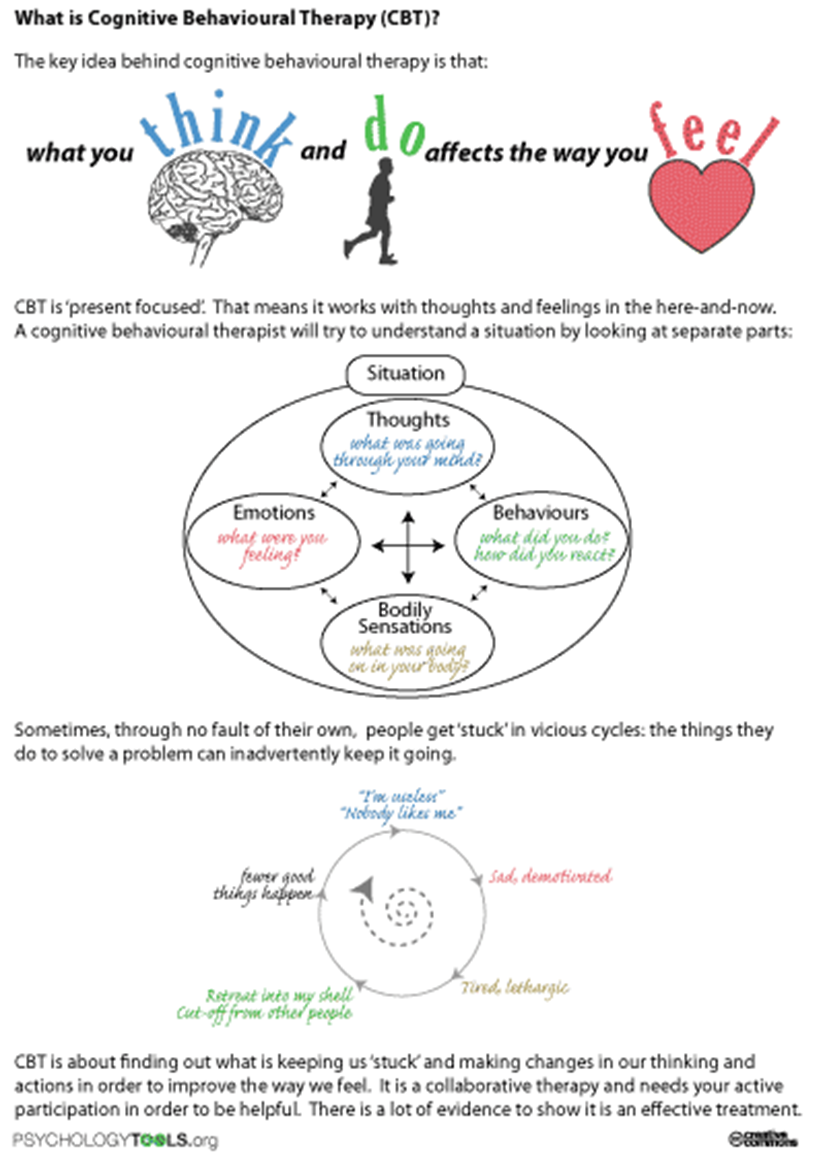 What is Cognitive Behavioural Therapy (CBT)?
The key idea behind cognitive behavioural therapy is that:
what you think and do affects the way you feel
CBT is 'present focused'. That means it works with thoughts and feelings in the here-and-now.
A cognitive behavioural therapist will try to understand a situation by looking at separate parts:
Situation
Thoughts
what was going
through your mind?
Emotions
what were you
feeling?
Behaviours
what did you do?
how did you react?
Bodily
Sensations
what was going
on in your body?
Sometimes, through no fault of their own, people get 'stuck' in vicious cycles: the things they
do to solve a problem can inadvertently keep it going.
"I'm useless"
"Nobody likes me"
Sad, demotivated
Tired, lethargic
Retreat into my shell
Cut-off from other people
fewer good
things happen
CBT is about finding out what is keeping us 'stuck' and making changes in our thinking and
actions in order to improve the way we feel. It is a collaborative therapy and needs your active
participation in order to be helpful. There is a lot of evidence to show it is an effective treatment.
PSYCHOLOGYTOOLS.org
creative
commons